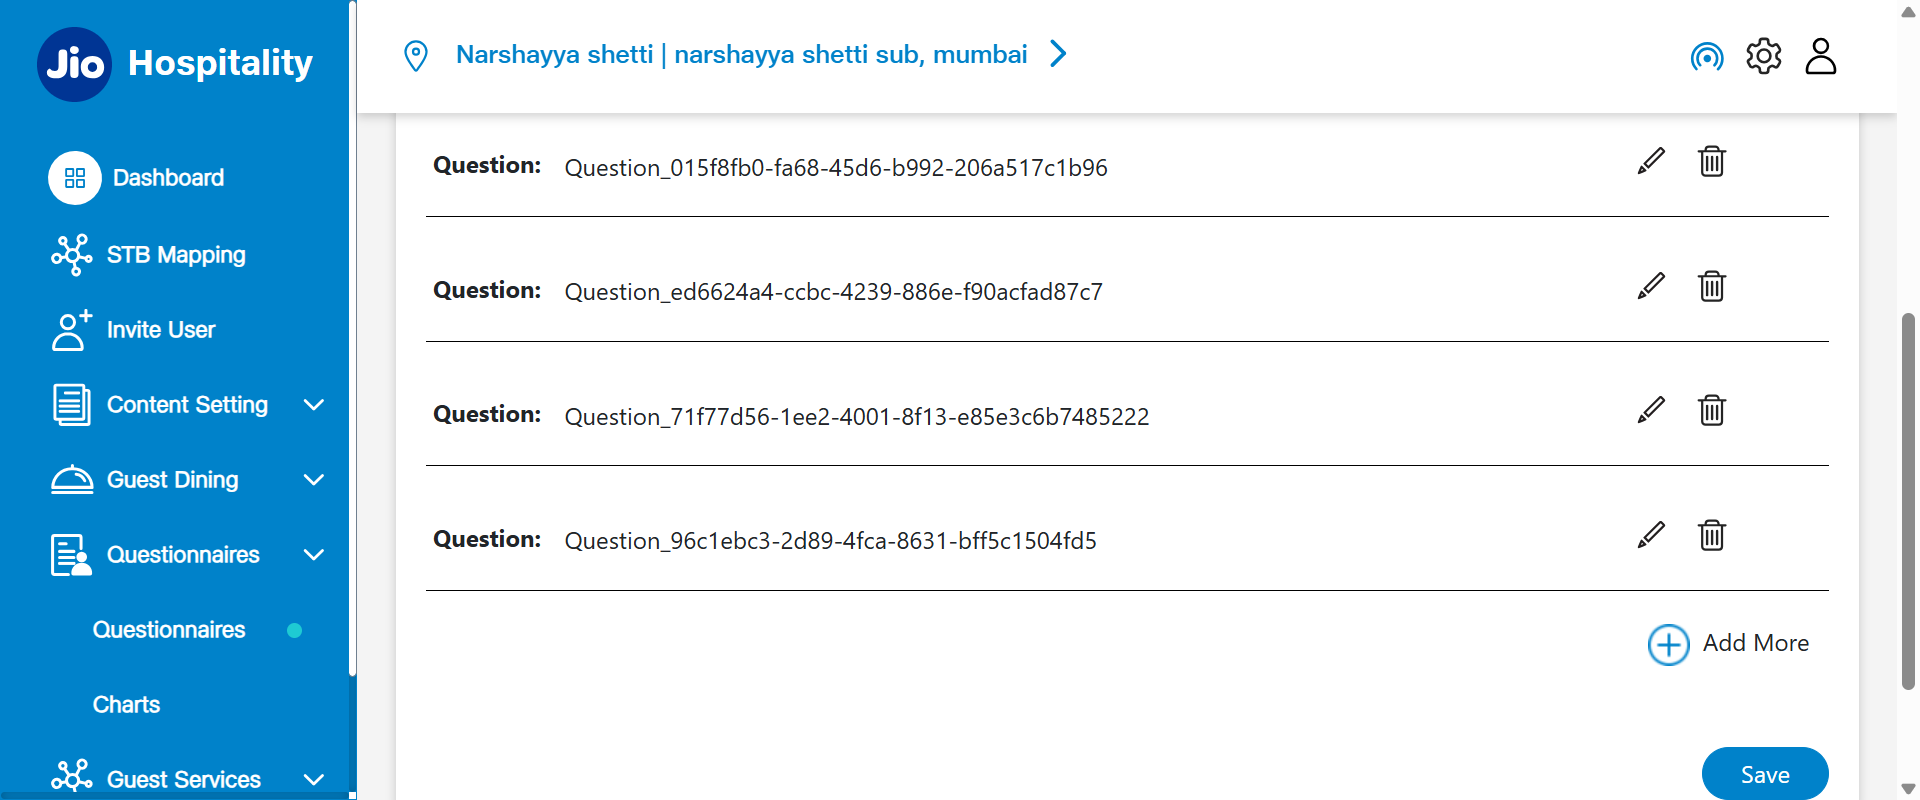 Jio Hospitality
Narshayya shetti | narshayya shetti sub, mumbai
Dashboard
STB Mapping
Invite User
Content Setting
Guest Dining
Questionnaires
Questionnaires
Charts
Guest Services
Question: Question_015f8fb0-fa68-45d6-b992-206a517c1b96
Question: Question_ed6624a4-ccbc-4239-886e-f90acfad87c7
Question: Question_71f77d56-1ee2-4001-8f13-e85e3c6b7485222
Question: Question_96c1ebc3-2d89-4fca-8631-bff5c1504fd5
Add More
Save